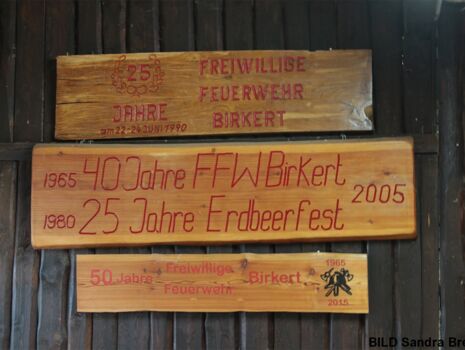 25
JAHRE
am 22-24 JUNI 1990
FREIWILLIGE
FEUERWEHR
BIRKERT
1965 40 Jahre FFW Birkert
1980 25 Jahre Erdbeerfest
2005
50 Jahre Freiwillige Feuerwehr Birkert
1965
2015
BILD Sandra Bre